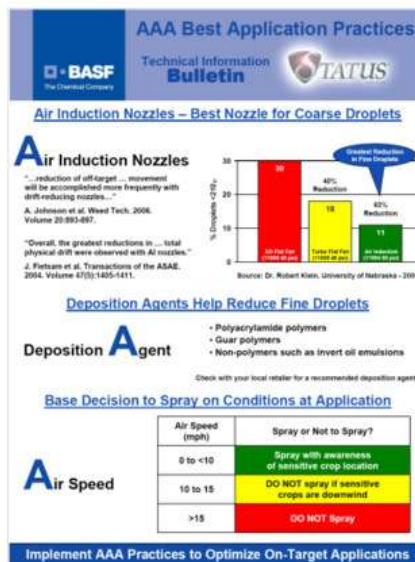 AAA Best Application Practices
BASF
The Chemical Company
Technical Information
Bulletin
STATUS
Air Induction Nozzles – Best Nozzle for Coarse Droplets
Air Induction Nozzles
"...reduction of off-target ... movement
will be accomplished more frequently with
drift-reducing nozzles..."
A. Johnson et al. Weed Tech. 2006.
Volume 20:893-897.
"Overall, the greatest reductions in ... total
physical drift were observed with AI nozzles."
J. Fietsam et al. Transactions of the ASAE.
2004. Volume 47(5):1405-1411.
Greatest Reduction
in Fine Droplets
% Droplets <210µ
30
20
10
0
30
40%
Reduction
18
63%
Reduction
11
XR Flat Fan
Turbo Flat Fan
Air Induction
Source: Dr. Robert Klein, University of Nebraska - 200
Deposition Agents Help Reduce Fine Droplets
Deposition Agent
• Polyacrylamide polymers
• Guar polymers
• Non-polymers such as invert oil emulsions
Check with your local retailer for a recommended deposition agent
Base Decision to Spray on Conditions at Application
Air Speed
Air Speed
(mph)
Spray or Not to Spray?
0 to <10
Spray with awareness
of sensitive crop location
10 to 15
DO NOT spray if sensitive
crops are downwind
>15
DO NOT Spray
Implement AAA Practices to Optimize On-Target Applications